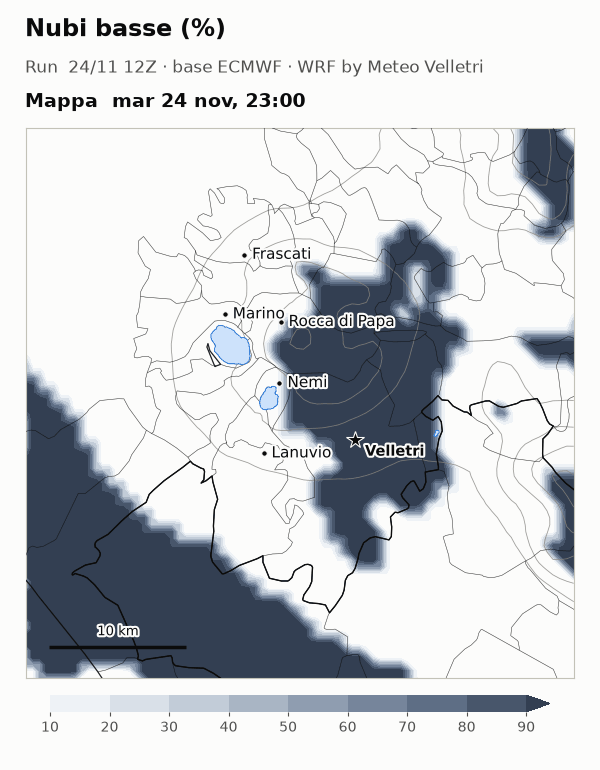 Nubi basse (%)
Run 24/11 12Z · base ECMWF · WRF by Meteo Velletri
Mappa mar 24 nov, 23:00
Frascati
Marino
Rocca di Papa
Nemi
Velletri
Lanuvio
10 km
10 20 30 40 50 60 70 80 90